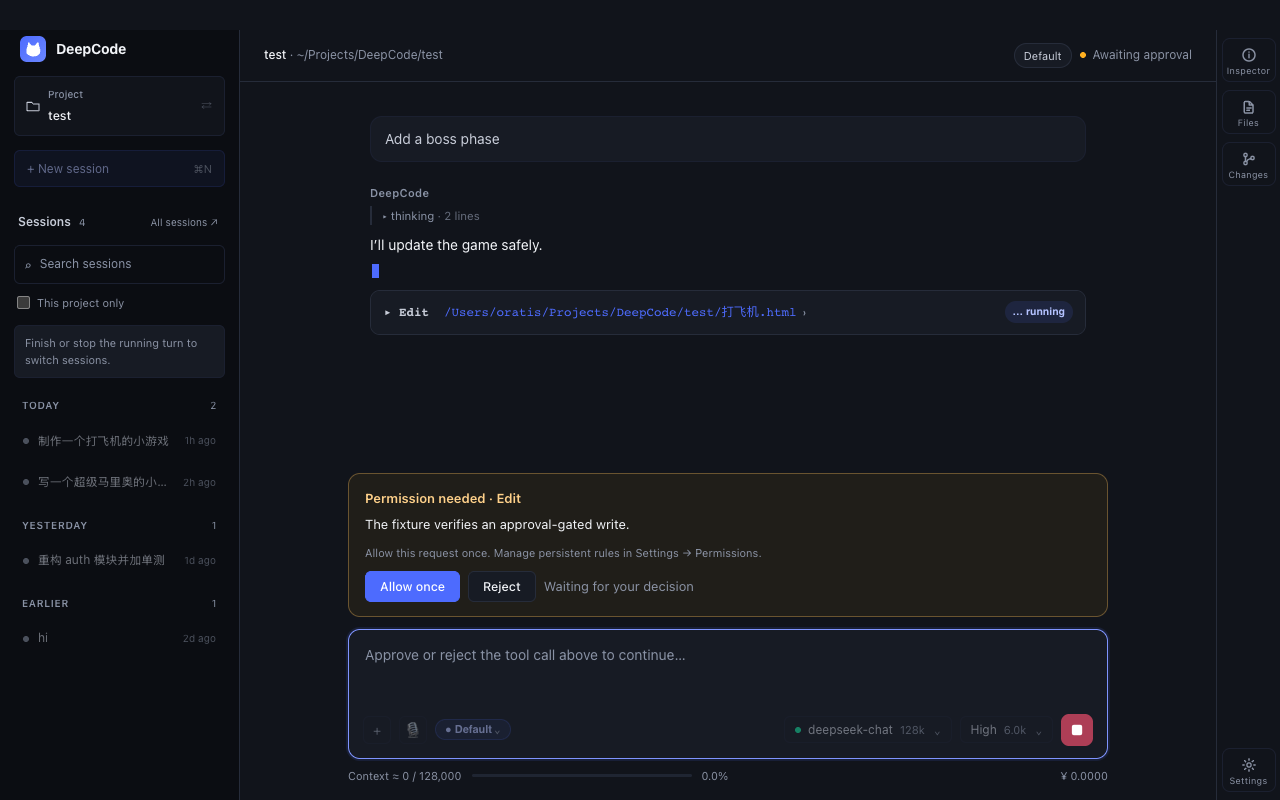 DeepCode
Project
test
+ New session ⌘N
Sessions 4 All sessions ↗
Search sessions
This project only
Finish or stop the running turn to
switch sessions.
TODAY 2
制作一个打飞机的小游戏 1h ago
写一个超级马里奥的小... 2h ago
YESTERDAY 1
重构 auth 模块并加单测 1d ago
EARLIER 1
hi 2d ago
test · ~/Projects/DeepCode/test
Default
Awaiting approval
Add a boss phase
DeepCode
▸ thinking · 2 lines
I'll update the game safely.
▸ Edit /Users/oratis/Projects/DeepCode/test/打飞机.html ›
… running
Permission needed · Edit
The fixture verifies an approval-gated write.
Allow this request once. Manage persistent rules in Settings → Permissions.
Allow once
Reject
Waiting for your decision
Approve or reject the tool call above to continue…
+
Default
deepseek-chat 128k
High 6.0k
Context ≈ 0 / 128,000
0.0%
¥ 0.0000
Inspector
Files
Changes
Settings